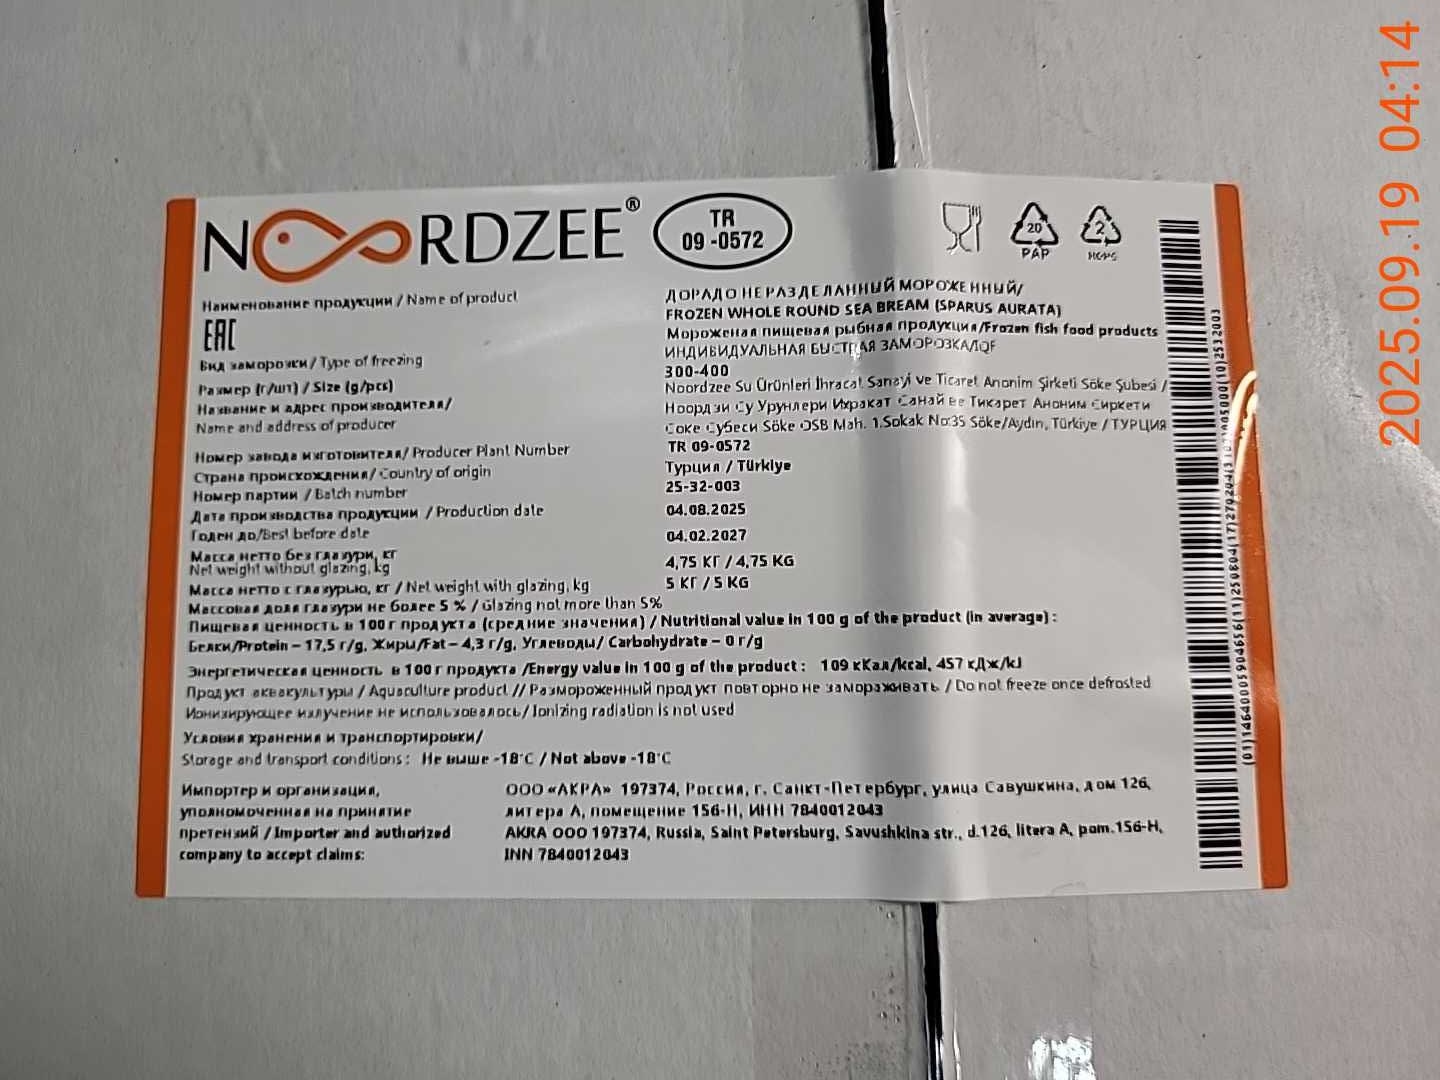 NOORDZEE®
TR
09 -0572
20
PAP
2
Наименование продукции / Name of product
ДОРАДО НЕРАЗДЕЛАННЫЙ МОРОЖЕННЫЙ/
FROZEN WHOLE ROUND SEA BREAM (SPARUS AURATA)
EAC
Мороженая пищевая рыбная продукция/Frozen fish food products
Вид заморозки / Type of freezing
ИНДИВИДУАЛЬНАЯ БЫСТРАЯ ЗАМОРОЗКА/IQF
Размер (г/шт) / Size (g/pcs)
300-400
Название и адрес производителя/
Name and address of producer
Noordzee Su Ürünleri İhracat Sanayi ve Ticaret Anonim Şirketi Söke Şubesi /
Ноордзи Су Урунлери Ихракат Санай ве Тикарет Аноним Сиркети
Соке Субеси Söke OSB Mah. 1.Sokak No:35 Söke/Aydın, Türkiye / ТУРЦИЯ
Номер завода изготовителя/ Producer Plant Number
TR 09-0572
Страна происхождения/ Country of origin
Турция / Türkiye
Номер партии / Batch number
25-32-003
Дата производства продукции / Production date
04.08.2025
Годен до/Best before date
04.02.2027
Масса нетто без глазури, кг
Net weight without glazing, kg
4,75 КГ / 4,75 KG
Масса нетто с глазурью, кг / Net weight with glazing, kg
5 КГ / 5 KG
Массовая доля глазури не более 5 % / Glazing not more than 5%
Пищевая ценность в 100 г продукта (средние значения) / Nutritional value in 100 g of the product (in average) :
Белки/Protein – 17,5 г/g, Жиры/Fat – 4,3 г/g, Углеводы/ Carbohydrate – 0 г/g
Энергетическая ценность в 100 г продукта /Energy value in 100 g of the product : 109 кКал/kcal, 457 кДж/kJ
Продукт аквакультуры / Aquaculture product // Размороженный продукт повторно не замораживать / Do not freeze once defrosted
Ионизирующее излучение не использовалось/ Ionizing radiation is not used
Условия хранения и транспортировки/
Storage and transport conditions : Не выше -18°C / Not above -18°C
Импортер и организация,
уполномоченная на принятие
претензий / Importer and authorized
company to accept claims:
ООО «АКРА» 197374, Россия, г. Санкт-Петербург, улица Савушкина, дом 126,
литера А, помещение 156-Н, ИНН 7840012043
AKRA OOO 197374, Russia, Saint Petersburg, Savushkina str., d.126, litera A, pom.156-H,
INN 7840012043
2025.09.19 04:14